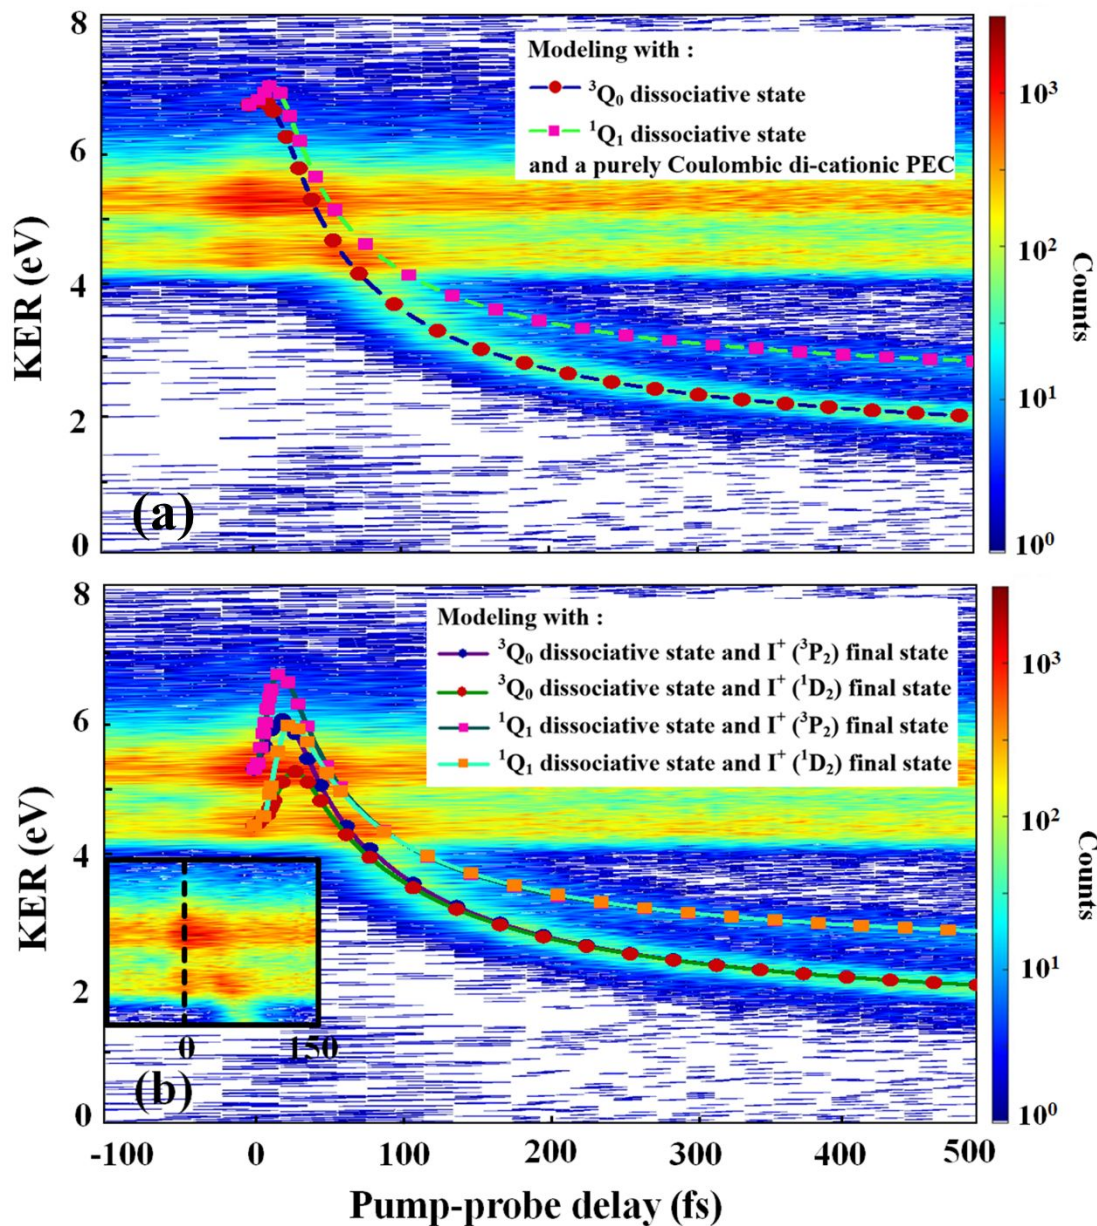 8
Modeling with :
³Q₀ dissociative state
¹Q₁ dissociative state
and a purely Coulombic di-cationic PEC
6
4
2
0
KER (eV)
(a)
10³
10²
10¹
10⁰
Counts
8
Modeling with :
³Q₀ dissociative state and I⁺ (³P₂) final state
³Q₀ dissociative state and I⁺ (¹D₂) final state
¹Q₁ dissociative state and I⁺ (³P₂) final state
¹Q₁ dissociative state and I⁺ (¹D₂) final state
6
4
2
0
KER (eV)
0 150
(b)
10³
10²
10¹
10⁰
Counts
-100 0 100 200 300 400 500
Pump-probe delay (fs)